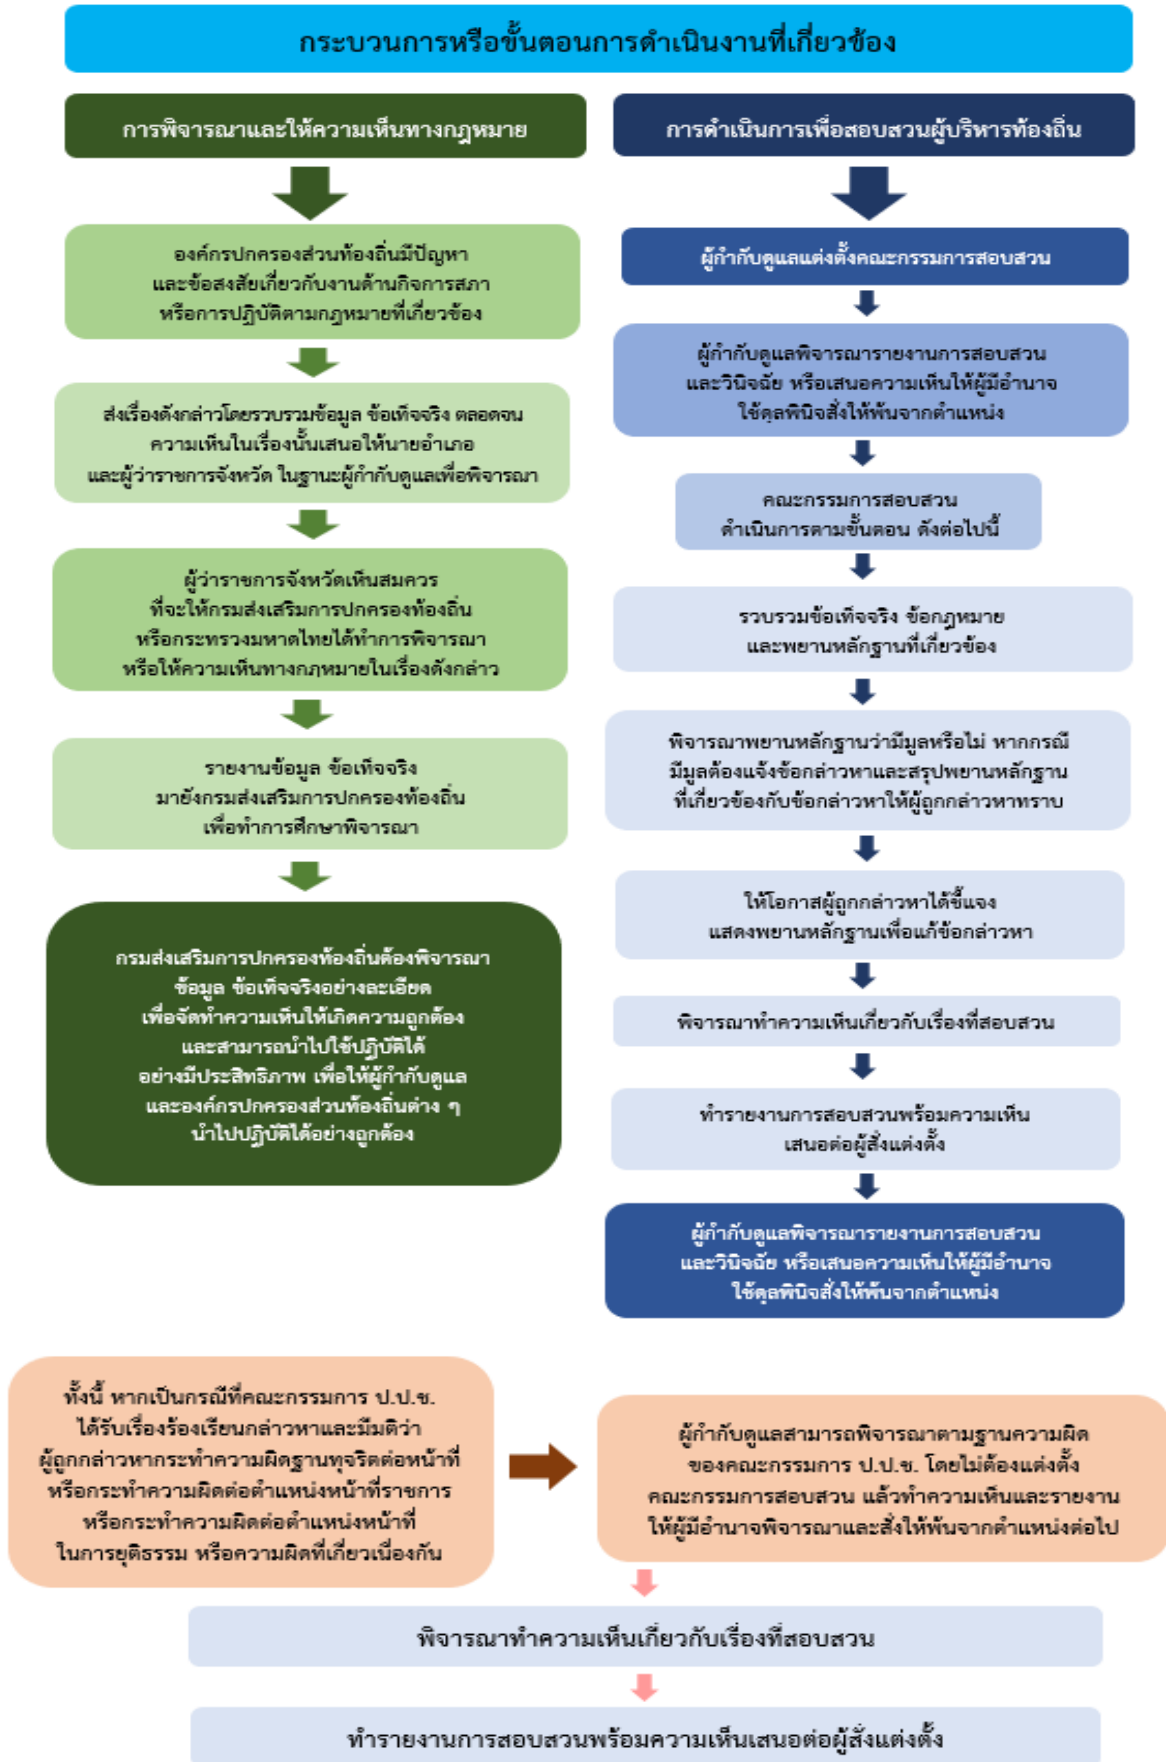 กระบวนการหรือขั้นตอนการดำเนินงานที่เกี่ยวข้อง
การพิจารณาและให้ความเห็นทางกฎหมาย
องค์กรปกครองส่วนท้องถิ่นมีปัญหา
และข้อสงสัยเกี่ยวกับงานด้านกิจการสภา
หรือการปฏิบัติตามกฎหมายที่เกี่ยวข้อง
ส่งเรื่องดังกล่าวโดยรวบรวมข้อมูล ข้อเท็จจริง ตลอดจน
ความเห็นในเรื่องนั้นเสนอให้นายอำเภอ
และผู้ว่าราชการจังหวัด ในฐานะผู้กำกับดูแลเพื่อพิจารณา
ผู้ว่าราชการจังหวัดเห็นสมควร
ที่จะให้กรมส่งเสริมการปกครองท้องถิ่น
หรือกระทรวงมหาดไทยได้ทำการพิจารณา
หรือให้ความเห็นทางกฎหมายในเรื่องดังกล่าว
รายงานข้อมูล ข้อเท็จจริง
มายังกรมส่งเสริมการปกครองท้องถิ่น
เพื่อทำการศึกษาพิจารณา
กรมส่งเสริมการปกครองท้องถิ่นต้องพิจารณา
ข้อมูล ข้อเท็จจริงอย่างละเอียด
เพื่อจัดทำความเห็นให้เกิดความถูกต้อง
และสามารถนำไปใช้ปฏิบัติได้
อย่างมีประสิทธิภาพ เพื่อให้ผู้กำกับดูแล
และองค์กรปกครองส่วนท้องถิ่นต่าง ๆ
นำไปปฏิบัติได้อย่างถูกต้อง
การดำเนินการเพื่อสอบสวนผู้บริหารท้องถิ่น
ผู้กำกับดูแลแต่งตั้งคณะกรรมการสอบสวน
ผู้กำกับดูแลพิจารณารายงานการสอบสวน
และวินิจฉัย หรือเสนอความเห็นให้ผู้มีอำนาจ
ใช้ดุลพินิจสั่งให้พ้นจากตำแหน่ง
คณะกรรมการสอบสวน
ดำเนินการตามขั้นตอน ดังต่อไปนี้
รวบรวมข้อเท็จจริง ข้อกฎหมาย
และพยานหลักฐานที่เกี่ยวข้อง
พิจารณาพยานหลักฐานว่ามีมูลหรือไม่ หากกรณี
มีมูลต้องแจ้งข้อกล่าวหาและสรุปพยานหลักฐาน
ที่เกี่ยวข้องกับข้อกล่าวหาให้ผู้ถูกกล่าวหาทราบ
ให้โอกาสผู้ถูกกล่าวหาได้ชี้แจง
แสดงพยานหลักฐานเพื่อแก้ข้อกล่าวหา
พิจารณาทำความเห็นเกี่ยวกับเรื่องที่สอบสวน
ทำรายงานการสอบสวนพร้อมความเห็น
เสนอต่อผู้สั่งแต่งตั้ง
ผู้กำกับดูแลพิจารณารายงานการสอบสวน
และวินิจฉัย หรือเสนอความเห็นให้ผู้มีอำนาจ
ใช้ดุลพินิจสั่งให้พ้นจากตำแหน่ง
ทั้งนี้ หากเป็นกรณีที่คณะกรรมการ ป.ป.ช.
ได้รับเรื่องร้องเรียนกล่าวหาและมีมติว่า
ผู้ถูกกล่าวหากระทำความผิดฐานทุจริตต่อหน้าที่
หรือกระทำความผิดต่อตำแหน่งหน้าที่ราชการ
หรือกระทำความผิดต่อตำแหน่งหน้าที่
ในการยุติธรรม หรือความผิดที่เกี่ยวเนื่องกัน
ผู้กำกับดูแลสามารถพิจารณาตามฐานความผิด
ของคณะกรรมการ ป.ป.ช. โดยไม่ต้องแต่งตั้ง
คณะกรรมการสอบสวน แล้วทำความเห็นและรายงาน
ให้ผู้มีอำนาจพิจารณาและสั่งให้พ้นจากตำแหน่งต่อไป
พิจารณาทำความเห็นเกี่ยวกับเรื่องที่สอบสวน
ทำรายงานการสอบสวนพร้อมความเห็นเสนอต่อผู้สั่งแต่งตั้ง